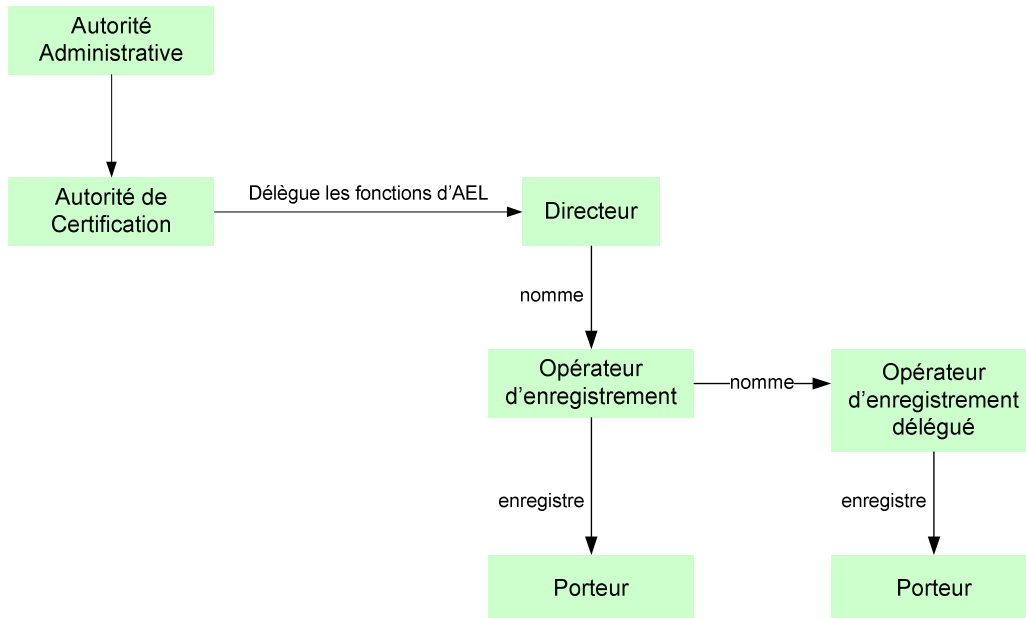 Autorité
Administrative
Autorité de
Certification
Délègue les fonctions d’AEL
Directeur
nomme
Opérateur
d’enregistrement
nomme
Opérateur
d’enregistrement
délégué
enregistre
enregistre
Porteur
Porteur